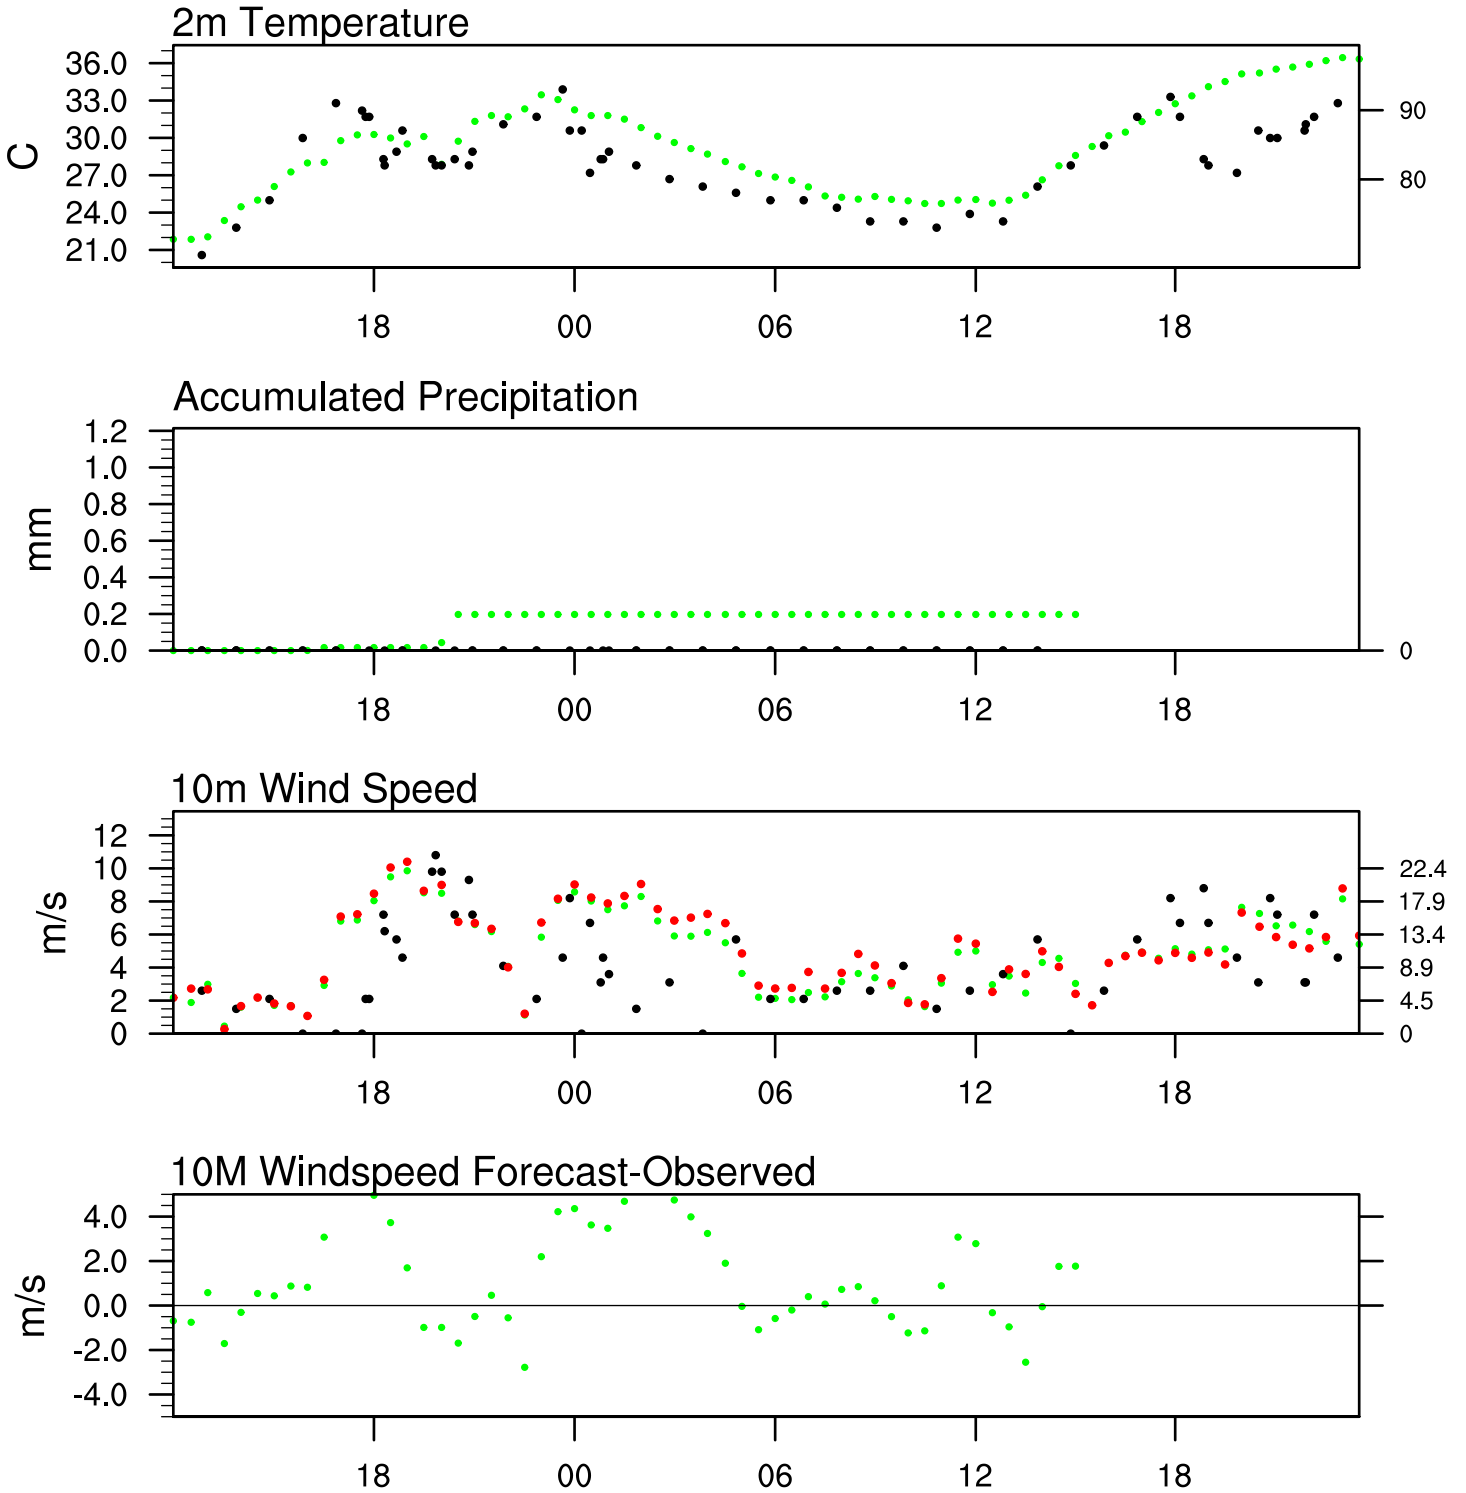 2m Temperature
36.0
33.0
30.0
27.0
24.0
21.0
C
90
80
18 00 06 12 18
Accumulated Precipitation
1.2
1.0
0.8
0.6
0.4
0.2
0.0
mm
0
18 00 06 12 18
10m Wind Speed
12
10
8
6
4
2
0
m/s
22.4
17.9
13.4
8.9
4.5
0
18 00 06 12 18
10M Windspeed Forecast-Observed
4.0
2.0
0.0
-2.0
-4.0
m/s
18 00 06 12 18